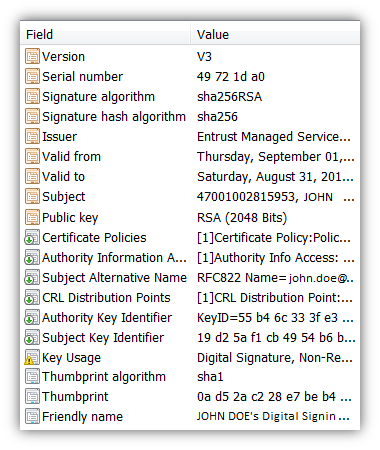 Field Value
Version V3
Serial number 49 72 1d a0
Signature algorithm sha256RSA
Signature hash algorithm sha256
Issuer Entrust Managed Service...
Valid from Thursday, September 01,...
Valid to Saturday, August 31, 201...
Subject 47001002815953, JOHN ...
Public key RSA (2048 Bits)
Certificate Policies [1]Certificate Policy:Polic...
Authority Information A... [1]Authority Info Access: ...
Subject Alternative Name RFC822 Name=john.doe@...
CRL Distribution Points [1]CRL Distribution Point: ...
Authority Key Identifier KeyID=55 b4 6c 33 3f e3 ...
Subject Key Identifier 19 d2 5a f1 cb 49 54 b6 b...
Key Usage Digital Signature, Non-Re...
Thumbprint algorithm sha1
Thumbprint 0a d5 2a c2 28 e7 be b4 ...
Friendly name JOHN DOE's Digital Signin ...